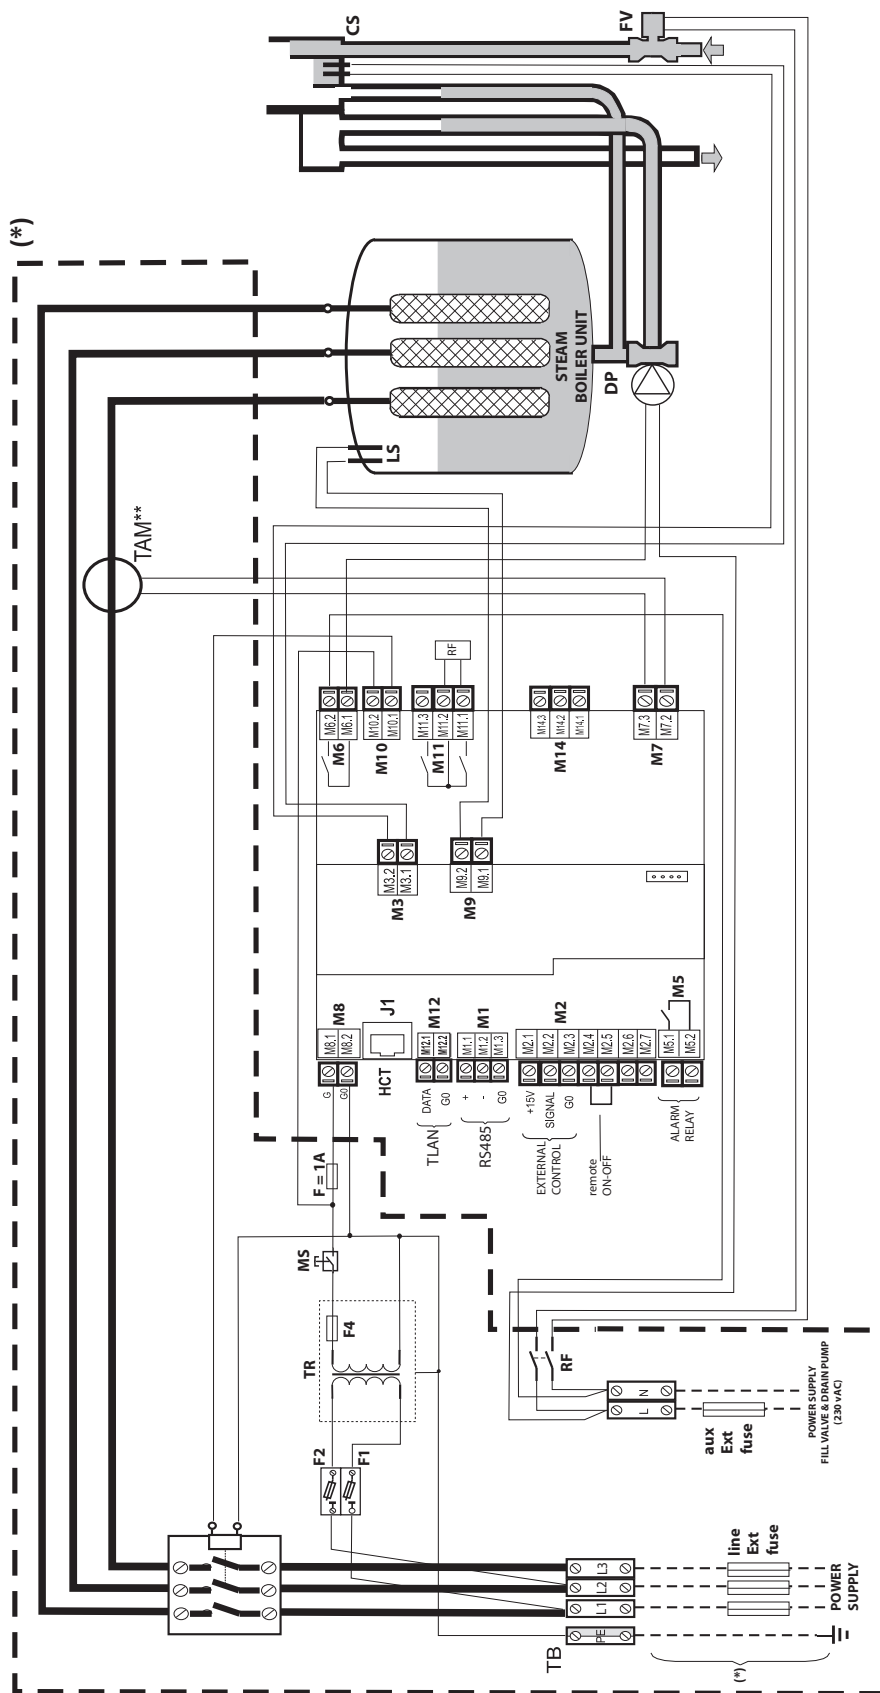 (*)
CS
FV
TAM**
LS
STEAM
BOILER UNIT
DP
RF
M6.2
M6.1
M6
M10.2
M10.1
M10
M11.3
M11.2
M11.1
M11
M14.3
M14.2
M14.1
M14
M7.3
M7.2
M7
M3.2
M3.1
M3
M9.2
M9.1
M9
M8.1
M8.2
M8
G
G0
J1
HCT
M12.1
M12.2
M12
DATA
G0
TLAN
M1.1
M1.2
M1.3
M1
+
-
G0
RS485
M2.1
M2.2
M2.3
M2.4
M2.5
M2.6
M2.7
M2
+15V
SIGNAL
G0
EXTERNAL
CONTROL
remote
ON-OFF
M5.1
M5.2
M5
ALARM
RELAY
F = 1A
MS
TR
F4
F2
F1
RF
N
L
aux
Ext
fuse
POWER SUPPLY
FILL VALVE & DRAIN PUMP
(230 vAC)
TB
L3
L2
L1
PE
line
Ext
fuse
POWER
SUPPLY
(*)